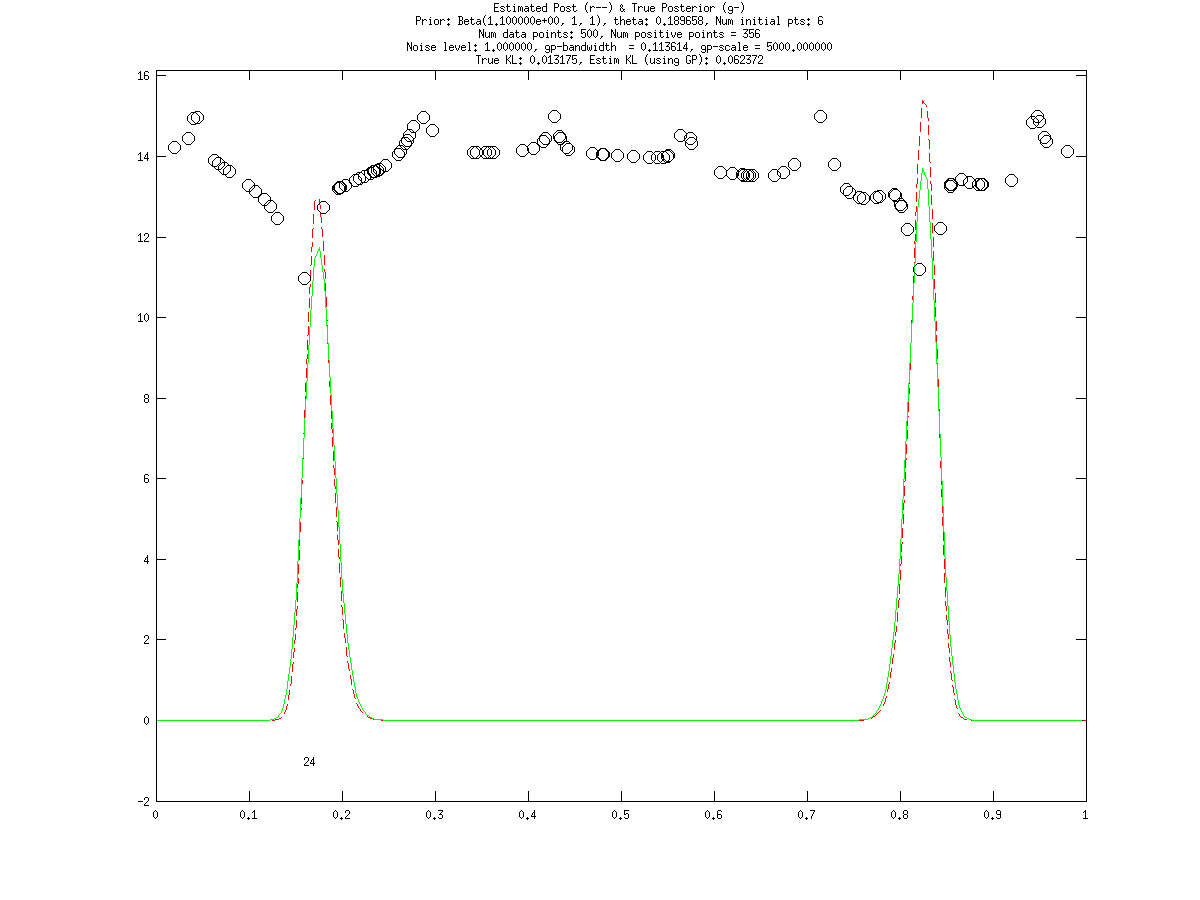 Estimated Post (r--) & True Posterior (g-)
Prior: Beta(1.100000e+00, 1, 1), theta: 0.189658, Num initial pts: 6
Num data points: 500, Num positive points = 356
Noise level: 1.000000, gp-bandwidth  = 0.113614, gp-scale = 5000.000000
True KL: 0.013175, Estim KL (using GP): 0.062372
16
14
12
10
8
6
4
2
0
24
-2
0 0.1 0.2 0.3 0.4 0.5 0.6 0.7 0.8 0.9 1